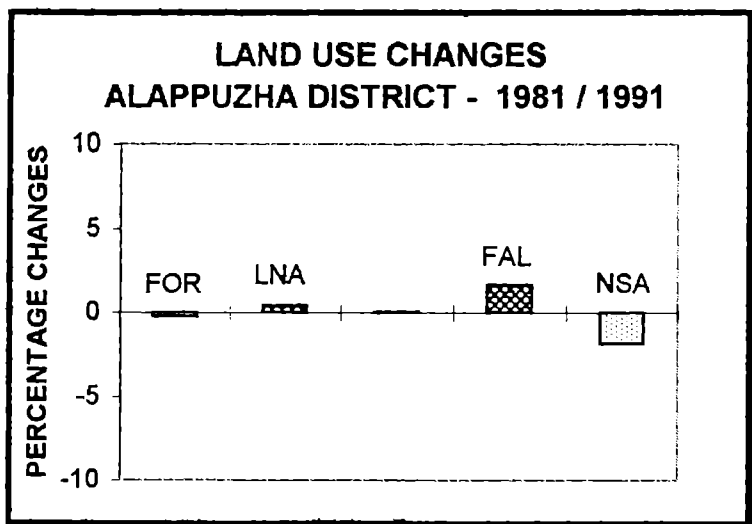 LAND USE CHANGES
ALAPPUZHA DISTRICT - 1981 / 1991
PERCENTAGE CHANGES
10
5
0
-5
-10
FOR
LNA
FAL
NSA